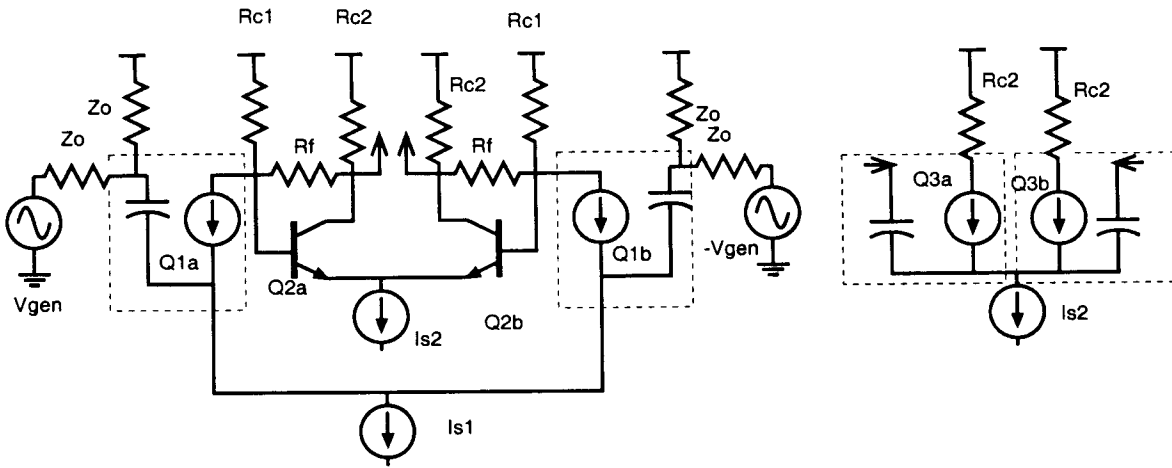 Rc1
Rc2
Rc1
Rc2
Zo
Zo
Rf
Rf
Zo
Zo
Q1a
Q2a
Q2b
Q1b
Vgen
-Vgen
Is2
Is1
Rc2
Rc2
Q3a
Q3b
Is2